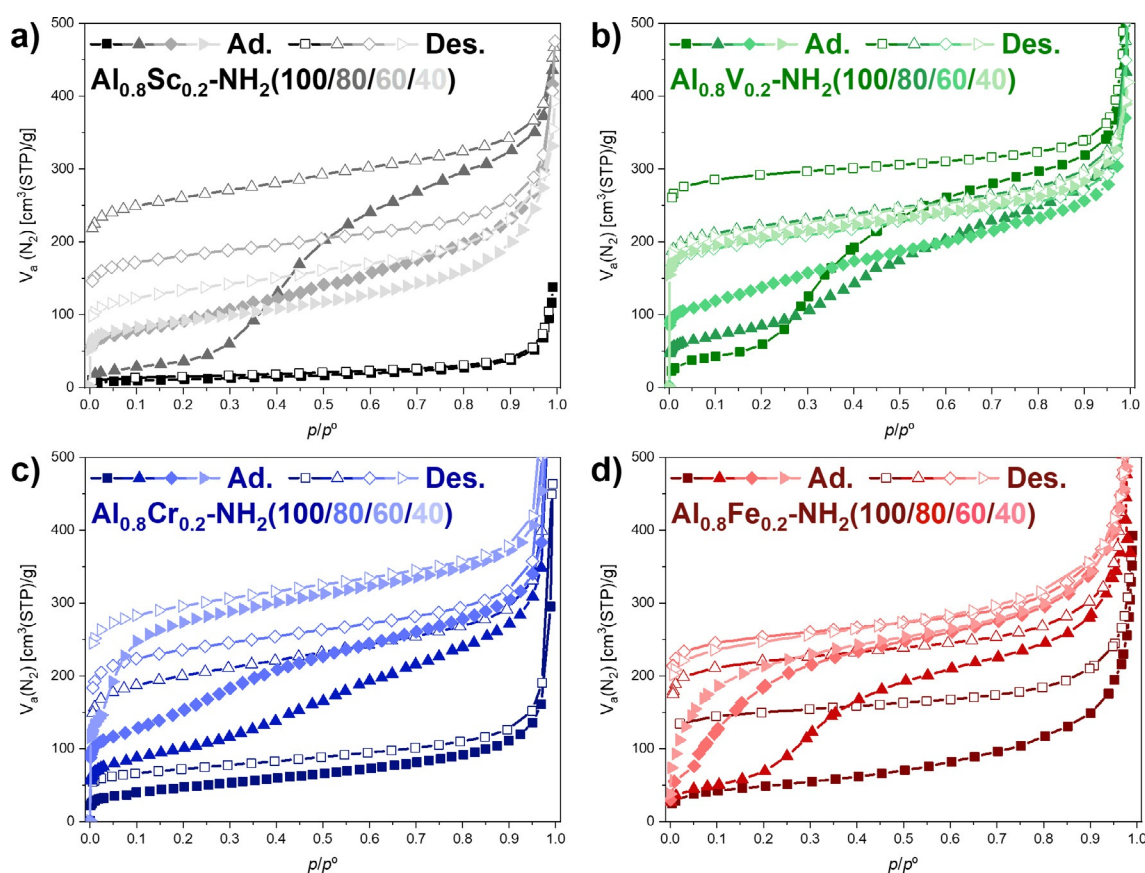 a)
Ad. Des.
Al0.8Sc0.2-NH2(100/80/60/40)
Va(N2) [cm3(STP)/g]
500
400
300
200
100
0
0.0 0.1 0.2 0.3 0.4 0.5 0.6 0.7 0.8 0.9 1.0
p/pº
b)
Ad. Des.
Al0.8V0.2-NH2(100/80/60/40)
Va(N2) [cm3(STP)/g]
500
400
300
200
100
0
0.0 0.1 0.2 0.3 0.4 0.5 0.6 0.7 0.8 0.9 1.0
p/pº
c)
Ad. Des.
Al0.8Cr0.2-NH2(100/80/60/40)
Va(N2) [cm3(STP)/g]
500
400
300
200
100
0
0.0 0.1 0.2 0.3 0.4 0.5 0.6 0.7 0.8 0.9 1.0
p/pº
d)
Ad. Des.
Al0.8Fe0.2-NH2(100/80/60/40)
Va(N2) [cm3(STP)/g]
500
400
300
200
100
0
0.0 0.1 0.2 0.3 0.4 0.5 0.6 0.7 0.8 0.9 1.0
p/pº